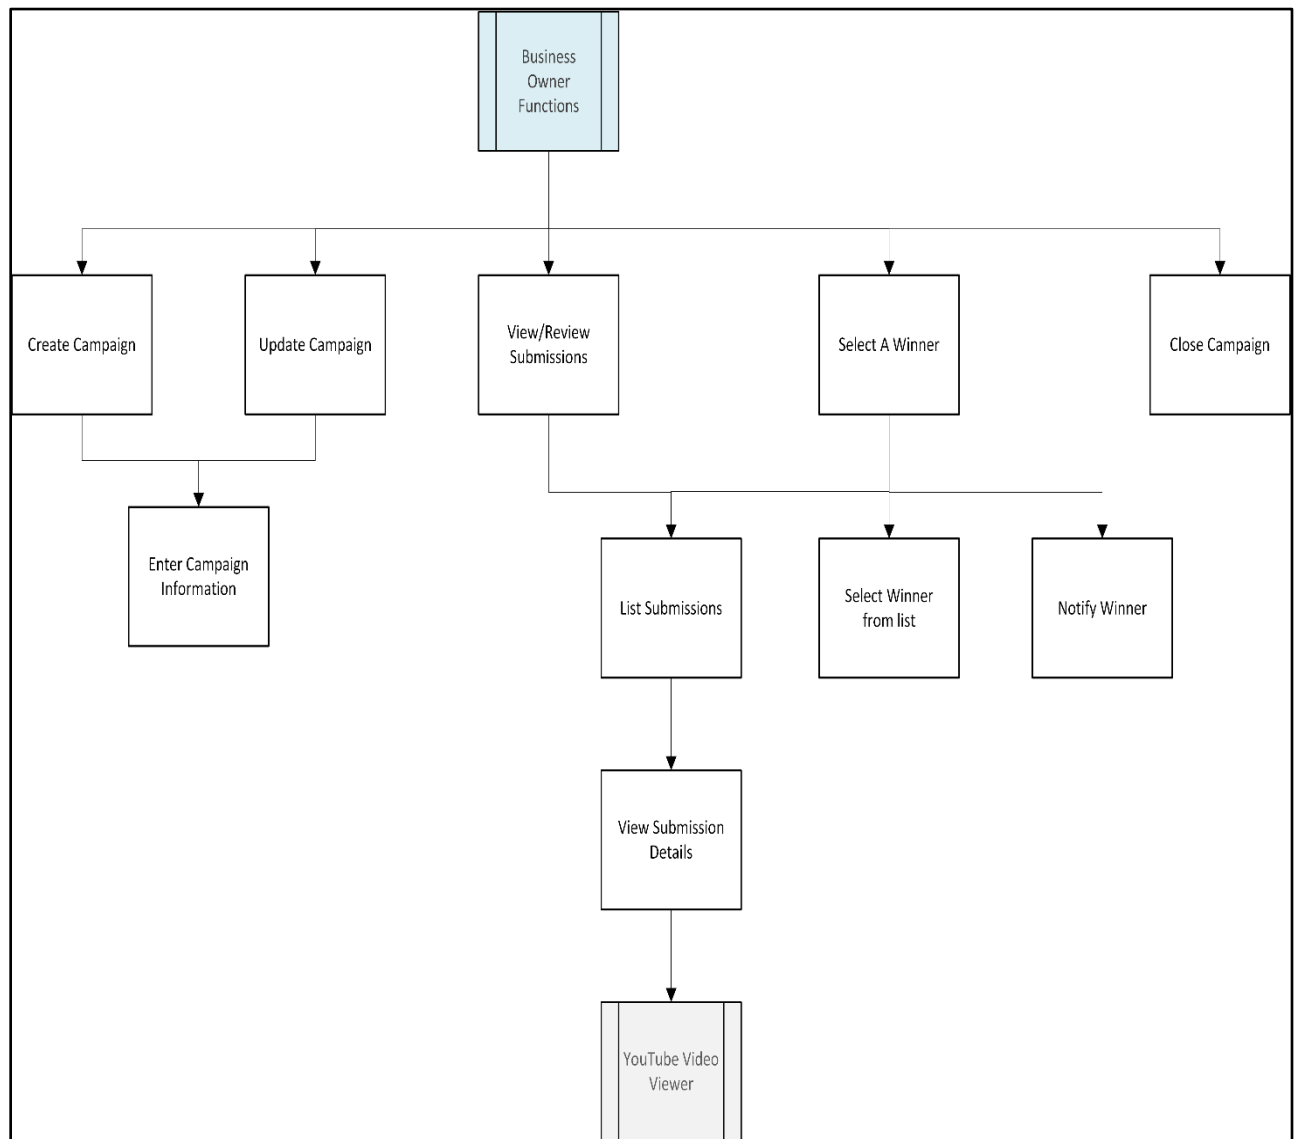 Business
Owner
Functions
Create Campaign
Update Campaign
View/Review
Submissions
Select A Winner
Close Campaign
Enter Campaign
Information
List Submissions
Select Winner
from list
Notify Winner
View Submission
Details
YouTube Video
Viewer